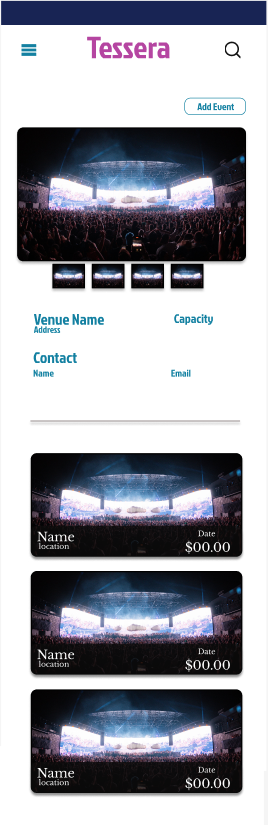 Tessera
Add Event
Venue Name
Capacity
Address
Contact
Name
Email
Name
location
Date
$00.00
Name
location
Date
$00.00
Name
location
Date
$00.00